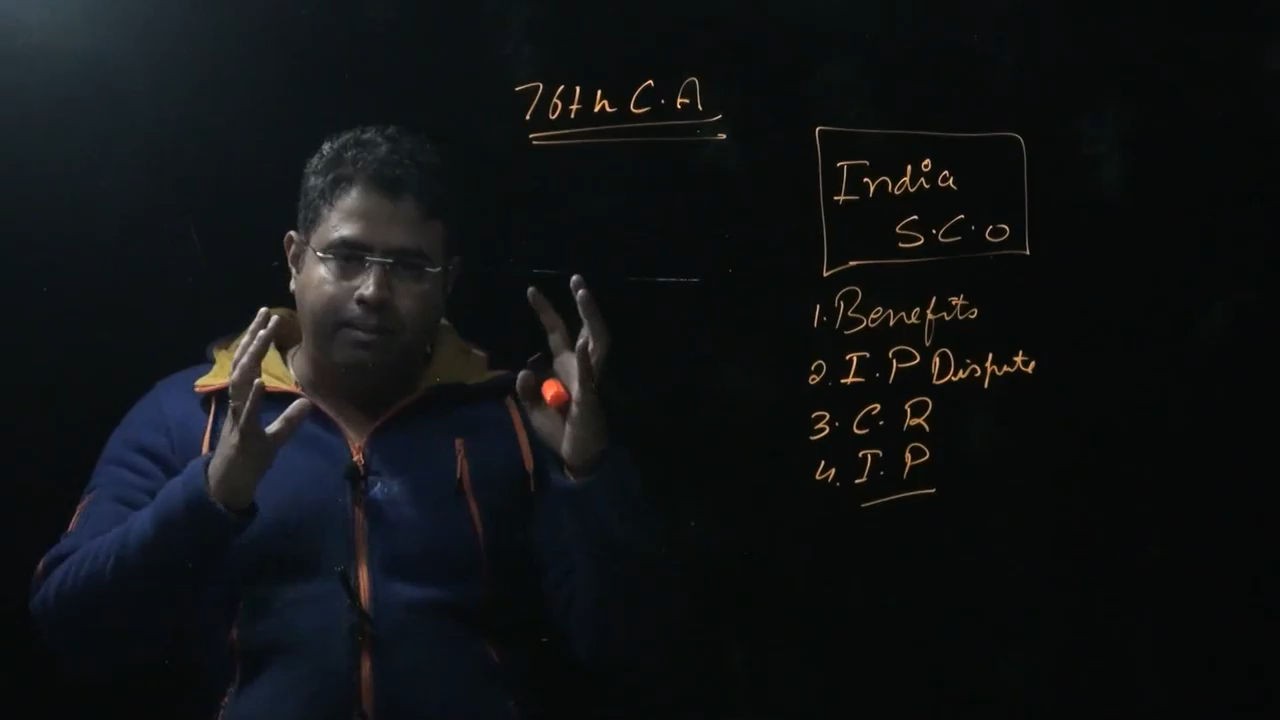 76th C.A
India
S.C.O
1. Benefits
2. I.P Dispute
3. C.R
4. I.P